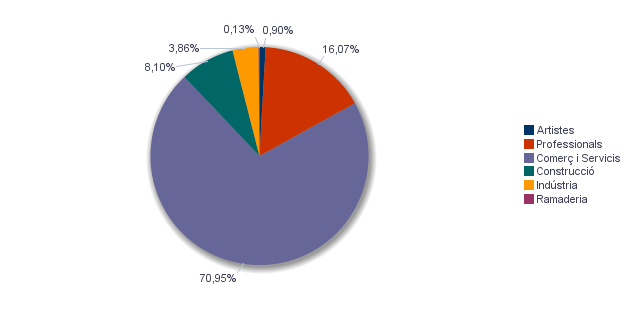 0,13%
0,90%
3,86%
16,07%
8,10%
70,95%
Artistes
Professionals
Comerç i Servicis
Construcció
Indústria
Ramaderia